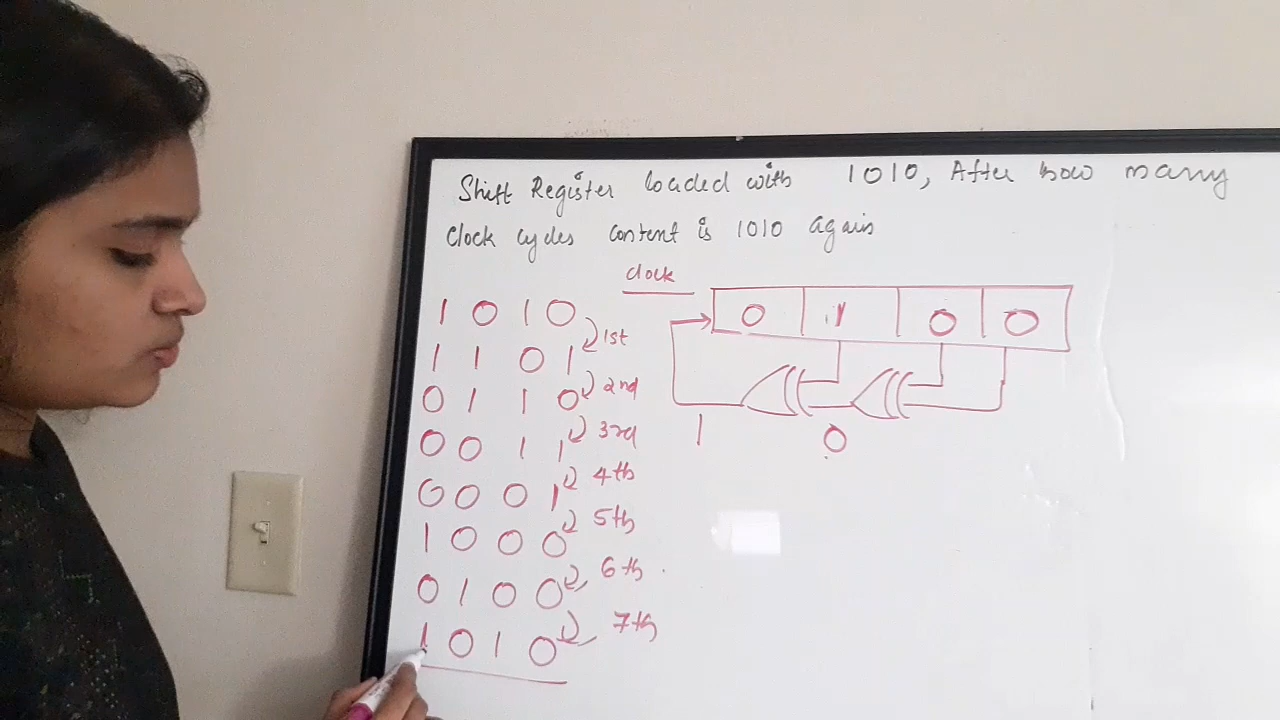 Shift Register loaded with 1010, After how many
Clock cycles content is 1010 again
clock
1 0 1 0
1st
1 1 0 1
2nd
0 1 1 0
3rd
0 0 1 1
4th
0 0 0 1
5th
1 0 0 0
6th
0 1 0 0
7th
1 0 1 0
0 1 0 0
1 0